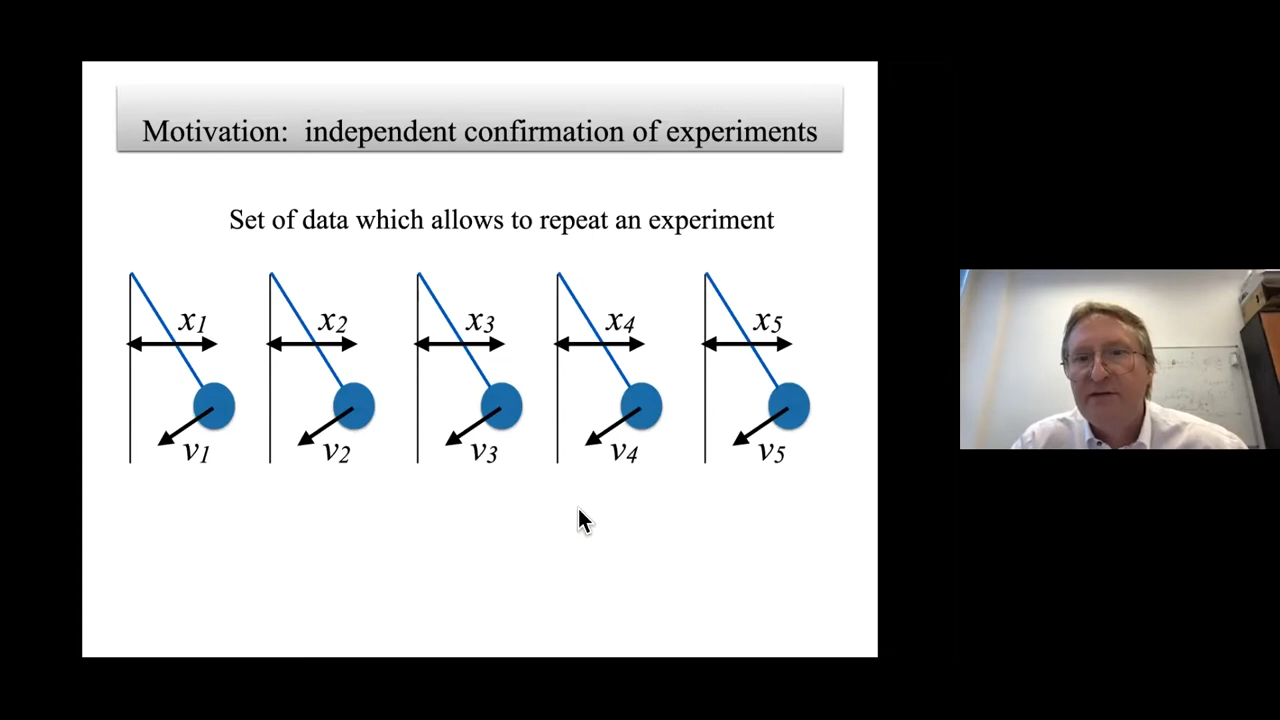 Motivation: independent confirmation of experiments
Set of data which allows to repeat an experiment
x1 x2 x3 x4 x5
v1 v2 v3 v4 v5